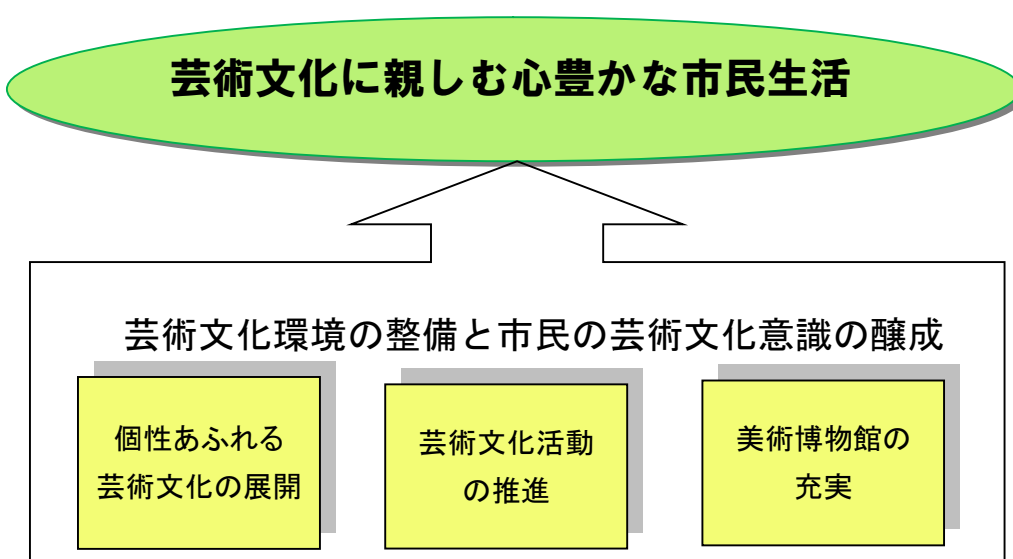 芸術文化に親しむ心豊かな市民生活
芸術文化環境の整備と市民の芸術文化意識の醸成
個性あふれる
芸術文化の展開
芸術文化活動
の推進
美術博物館の
充実